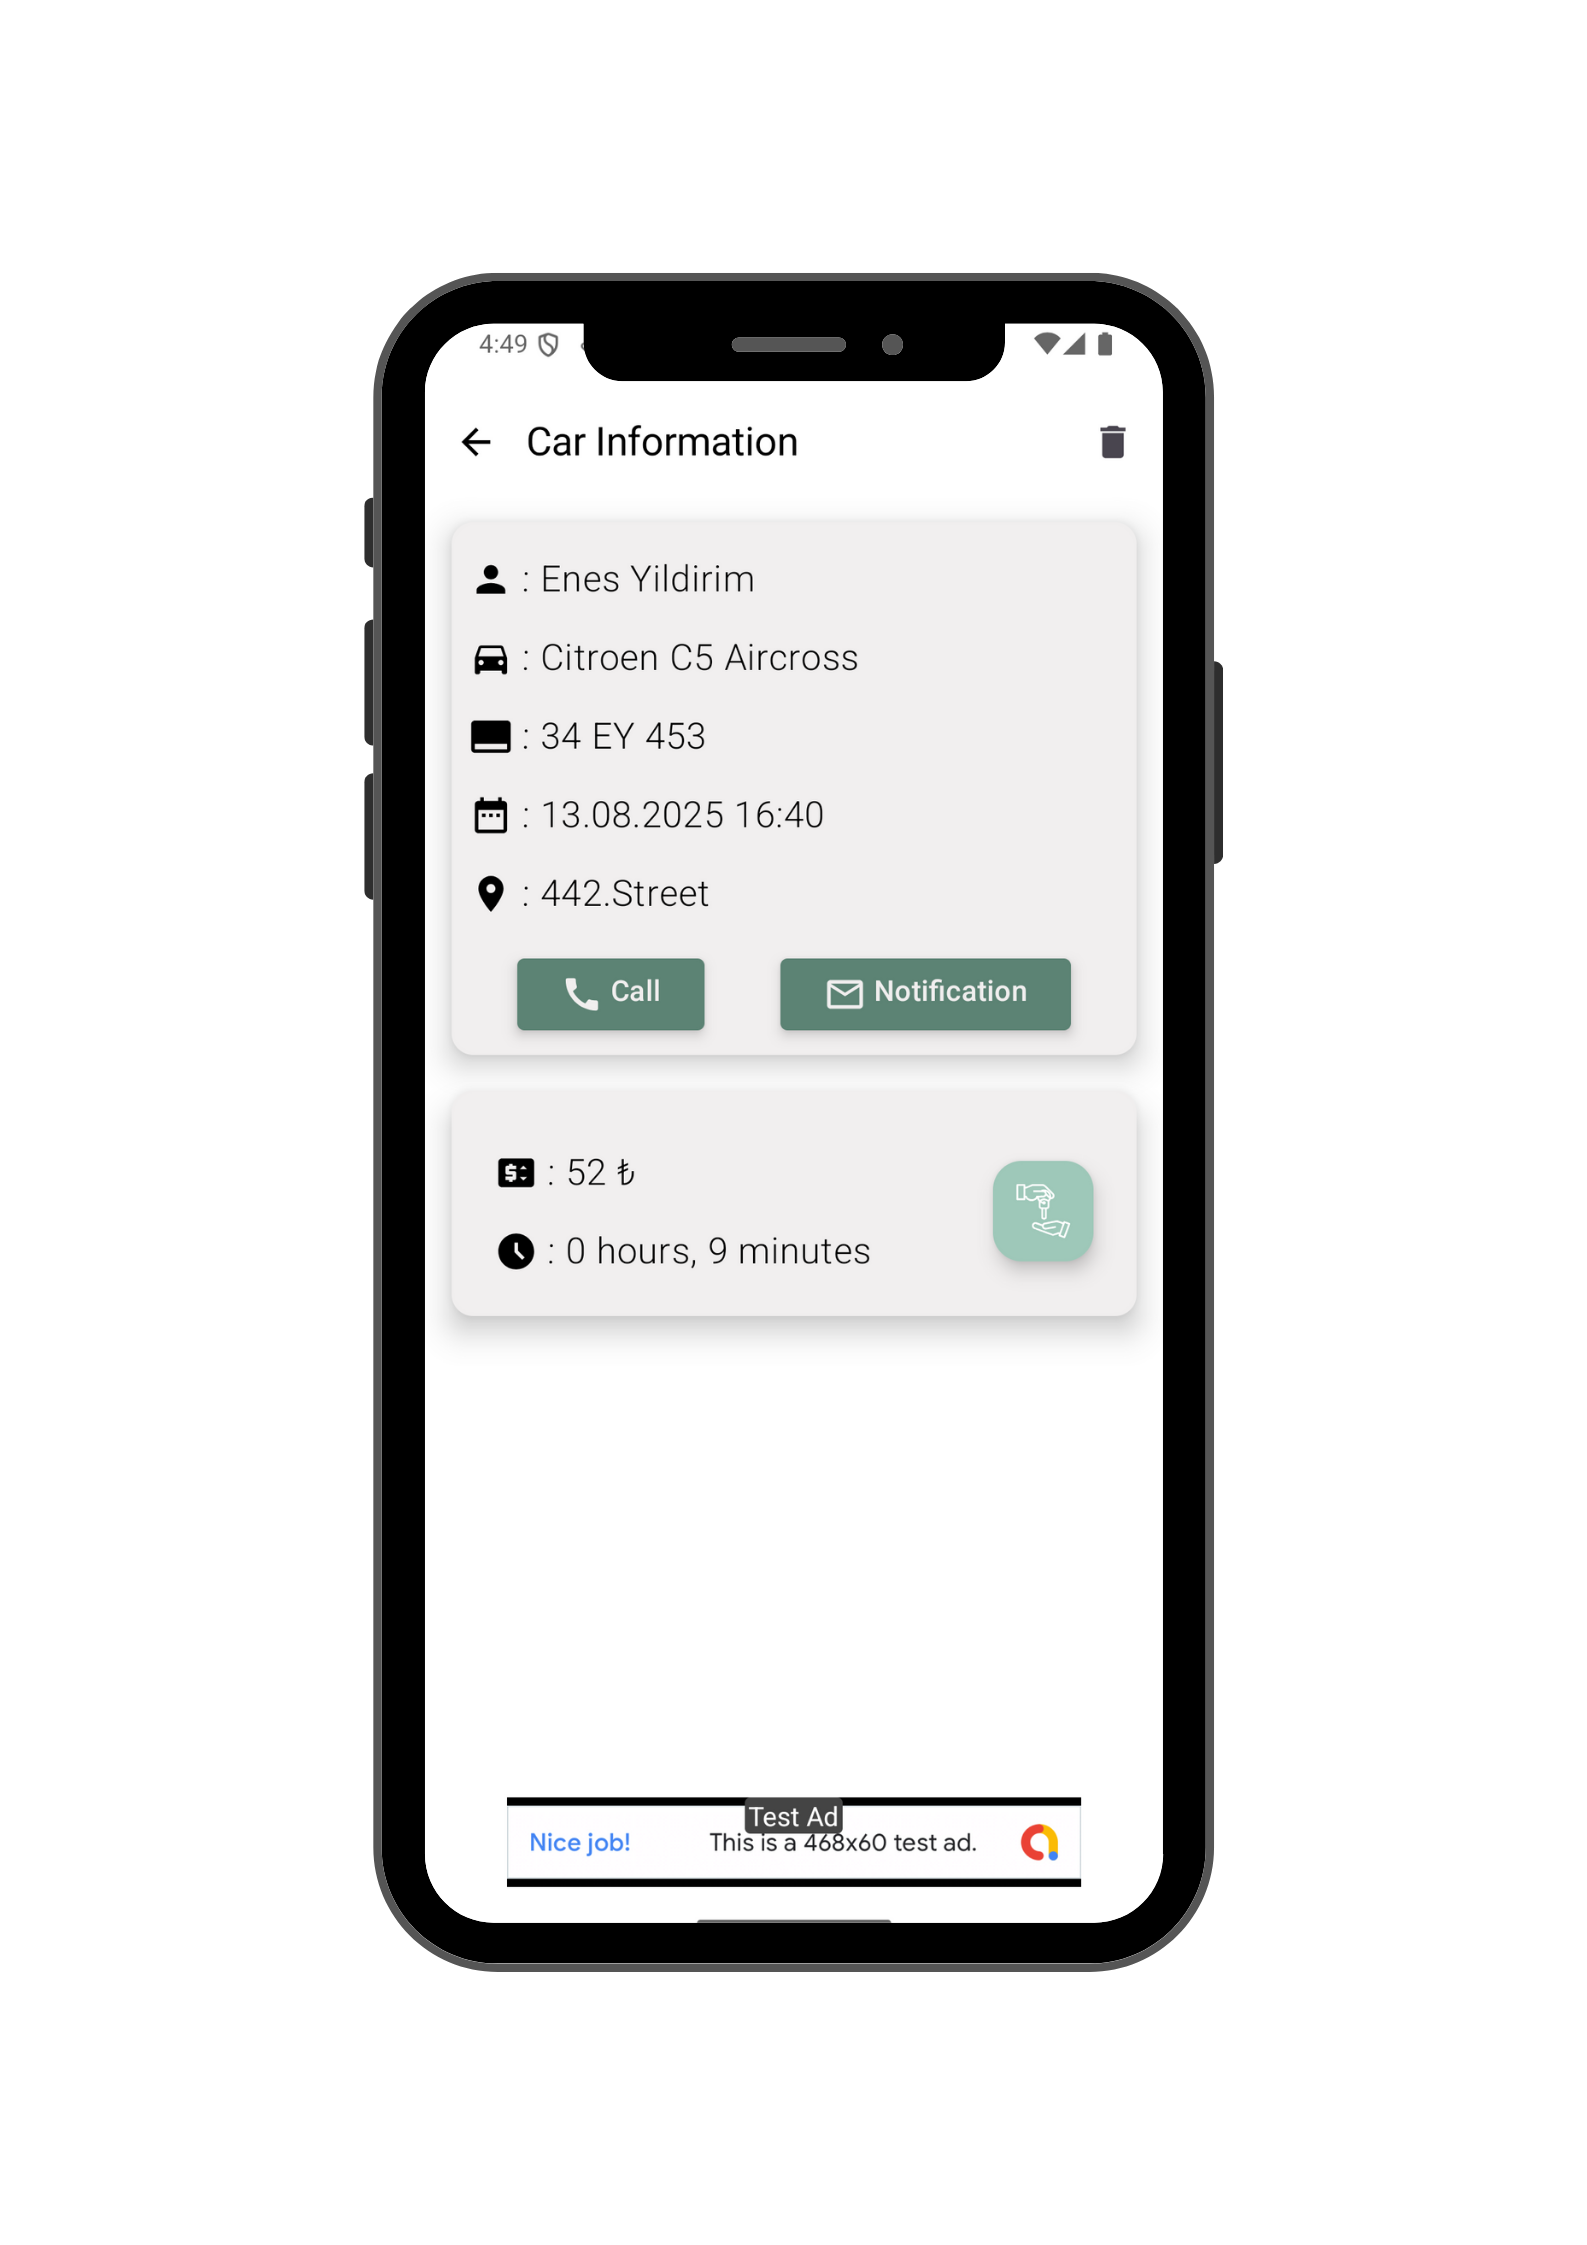 4:49
Car Information
: Enes Yildirim
: Citroen C5 Aircross
: 34 EY 453
: 13.08.2025 16:40
: 442.Street
Call
Notification
: 52 ₺
: 0 hours, 9 minutes
Test Ad
Nice job!
This is a 468x60 test ad.